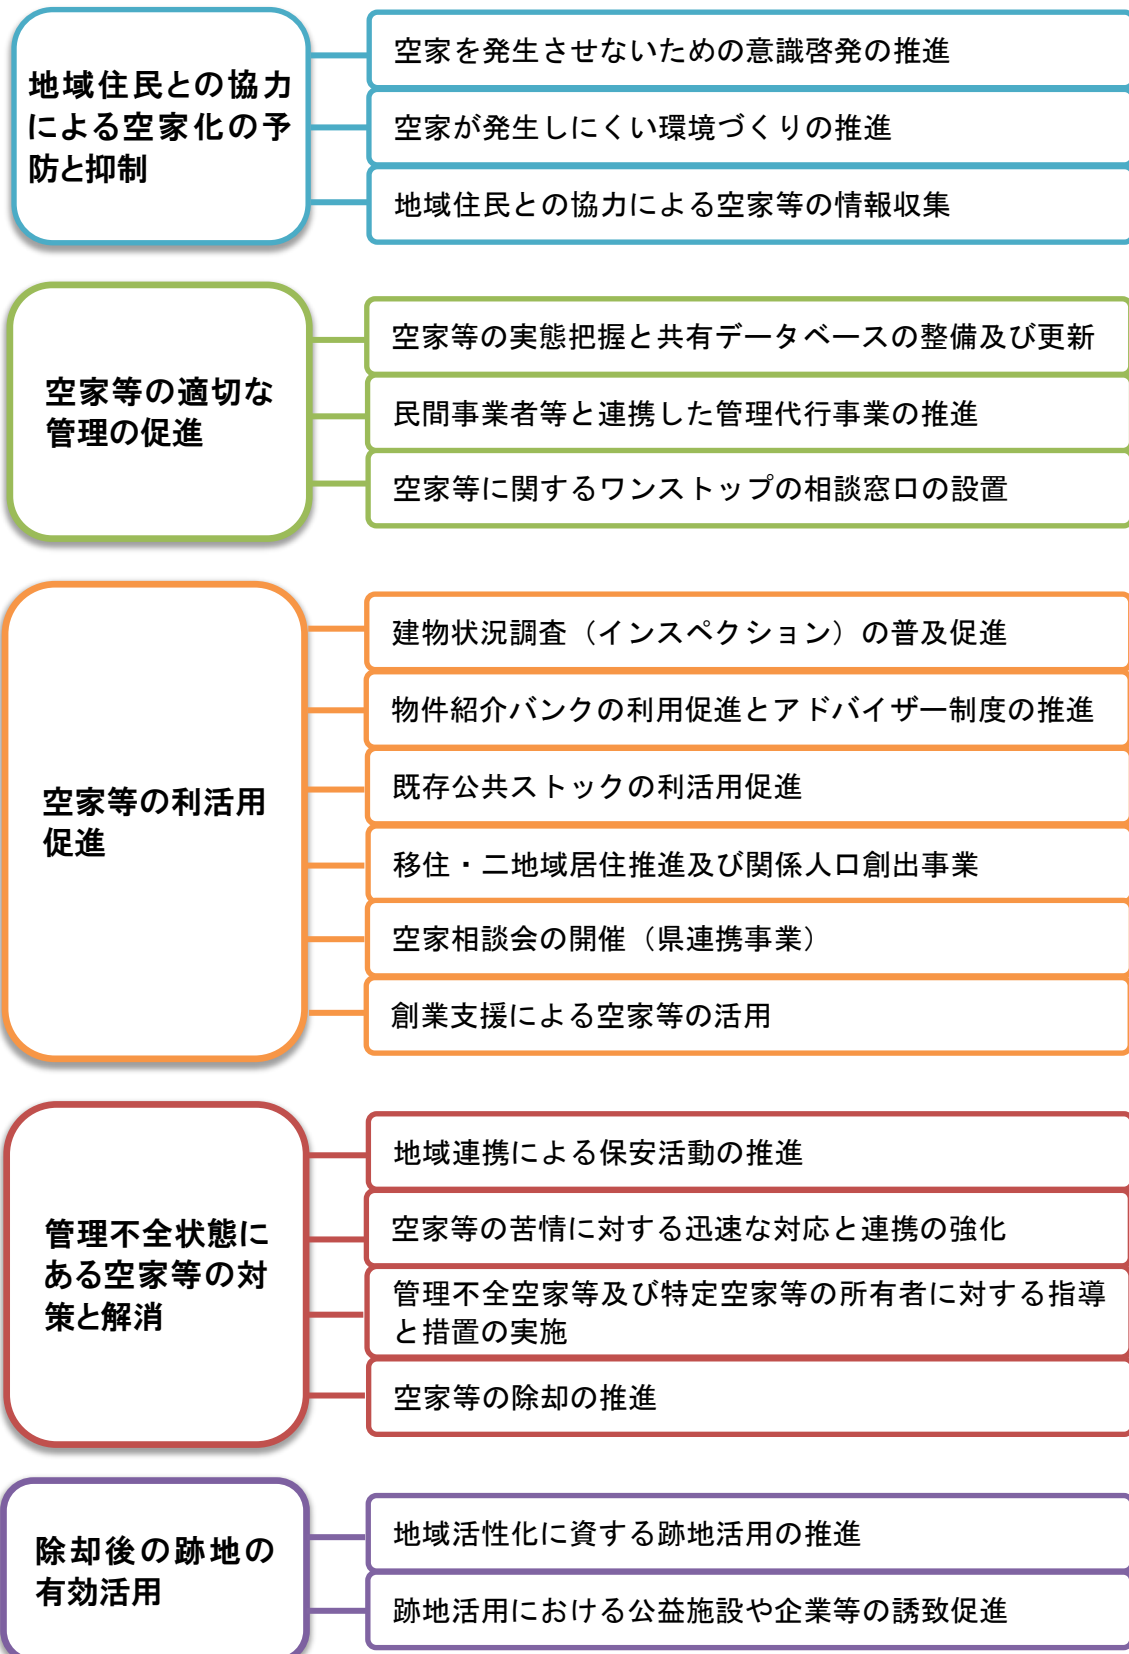 地域住民との協力
による空家化の予
防と抑制
空家を発生させないための意識啓発の推進
空家が発生しにくい環境づくりの推進
地域住民との協力による空家等の情報収集
空家等の適切な
管理の促進
空家等の実態把握と共有データベースの整備及び更新
民間事業者等と連携した管理代行事業の推進
空家等に関するワンストップの相談窓口の設置
空家等の利活用
促進
建物状況調査（インスペクション）の普及促進
物件紹介バンクの利用促進とアドバイザー制度の推進
既存公共ストックの利活用促進
移住・二地域居住推進及び関係人口創出事業
空家相談会の開催（県連携事業）
創業支援による空家等の活用
管理不全状態に
ある空家等の対
策と解消
地域連携による保安活動の推進
空家等の苦情に対する迅速な対応と連携の強化
管理不全空家等及び特定空家等の所有者に対する指導
と措置の実施
空家等の除却の推進
除却後の跡地の
有効活用
地域活性化に資する跡地活用の推進
跡地活用における公益施設や企業等の誘致促進